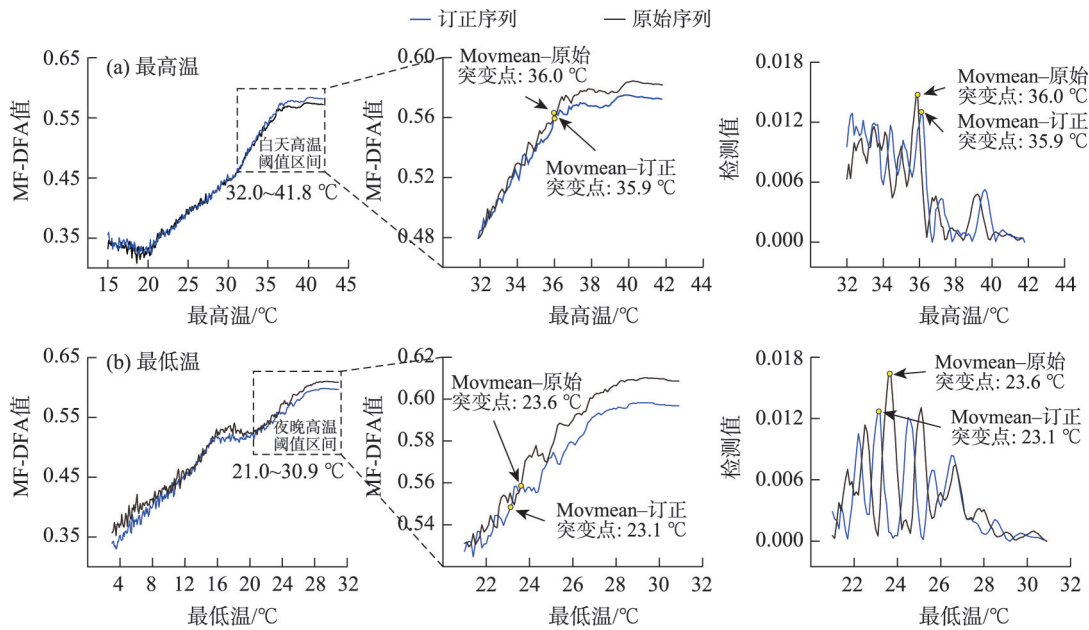 订正序列 原始序列
(a) 最高温
MF-DFA值
0.65
0.55
0.45
0.35
白天高温
阈值区间
32.0~41.8 ℃
15 20 25 30 35 40 45
最高温/℃
MF-DFA值
0.60
0.56
0.52
0.48
Movmean–原始
突变点: 36.0 ℃
Movmean–订正
突变点: 35.9 ℃
32 34 36 38 40 42 44
最高温/℃
检测值
0.018
0.012
0.006
0.000
Movmean–原始
突变点: 36.0 ℃
Movmean–订正
突变点: 35.9 ℃
32 34 36 38 40 42 44
最高温/℃
(b) 最低温
MF-DFA值
0.65
0.55
0.45
0.35
夜晚高温
阈值区间
21.0~30.9 ℃
4 8 12 16 20 24 28 32
最低温/℃
MF-DFA值
0.62
0.60
0.56
0.54
Movmean–原始
突变点: 23.6 ℃
Movmean–订正
突变点: 23.1 ℃
22 24 26 28 30 32
最低温/℃
检测值
0.018
0.012
0.006
0.000
Movmean–原始
突变点: 23.6 ℃
Movmean–订正
突变点: 23.1 ℃
22 24 26 28 30 32
最低温/℃